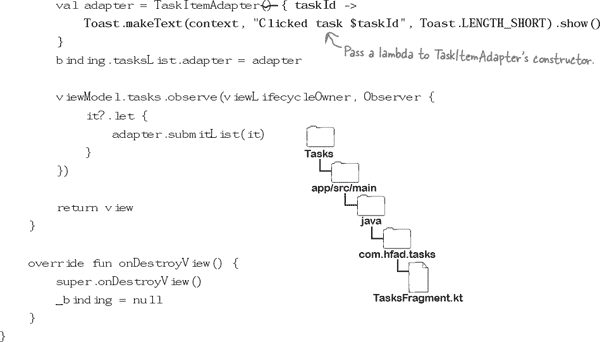 val adapter = TaskItemAdapter() { taskId ->
Toast.makeText(context, "Clicked task $taskId", Toast.LENGTH_SHORT).show()
}
Pass a lambda to TaskItemAdapter's constructor.
binding.tasksList.adapter = adapter
viewModel.tasks.observe(viewLifecycleOwner, Observer {
it?.let {
adapter.submitList(it)
}
})
return view
}
override fun onDestroyView() {
super.onDestroyView()
_binding = null
}
}
Tasks
app/src/main
java
com.hfad.tasks
TasksFragment.kt